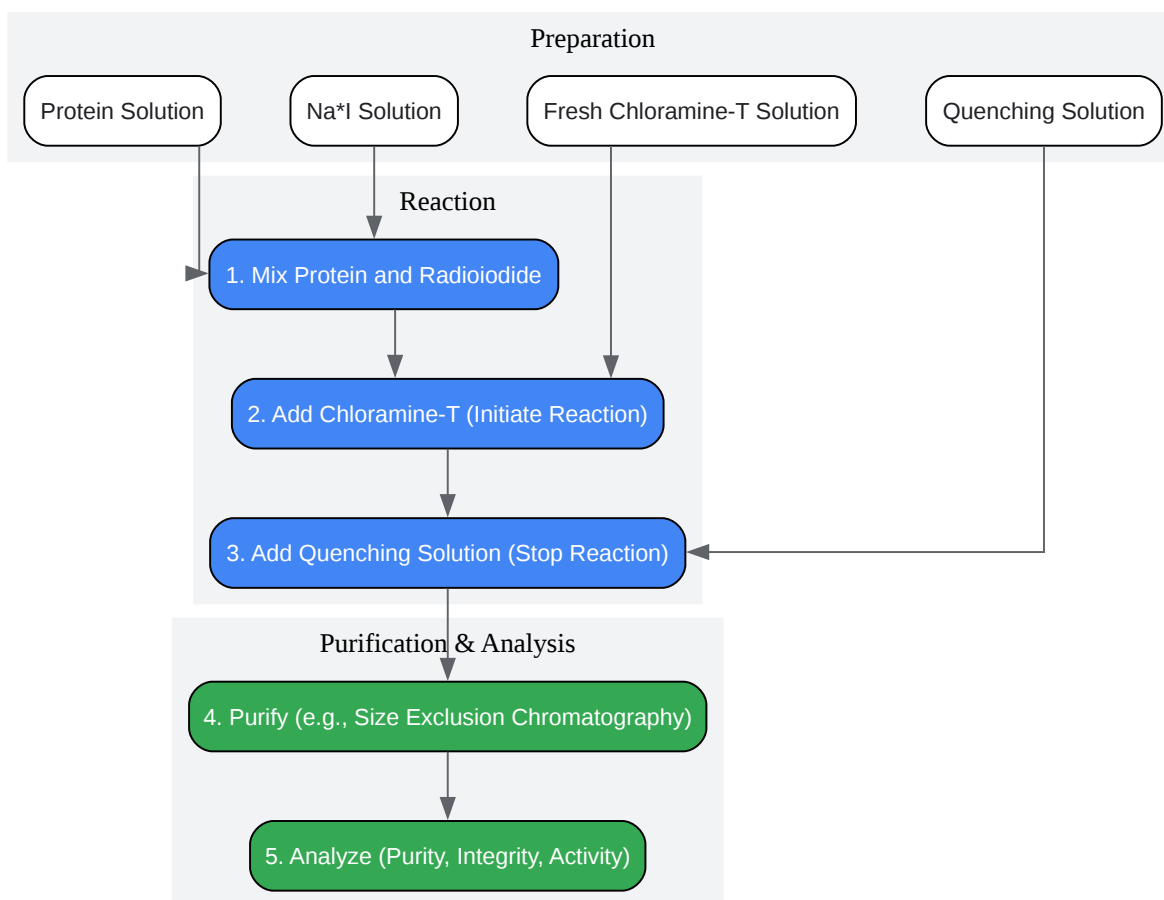 Preparation
Protein Solution
Na*I Solution
Fresh Chloramine-T Solution
Quenching Solution
Reaction
1. Mix Protein and Radioiodide
2. Add Chloramine-T (Initiate Reaction)
3. Add Quenching Solution (Stop Reaction)
Purification & Analysis
4. Purify (e.g., Size Exclusion Chromatography)
5. Analyze (Purity, Integrity, Activity)